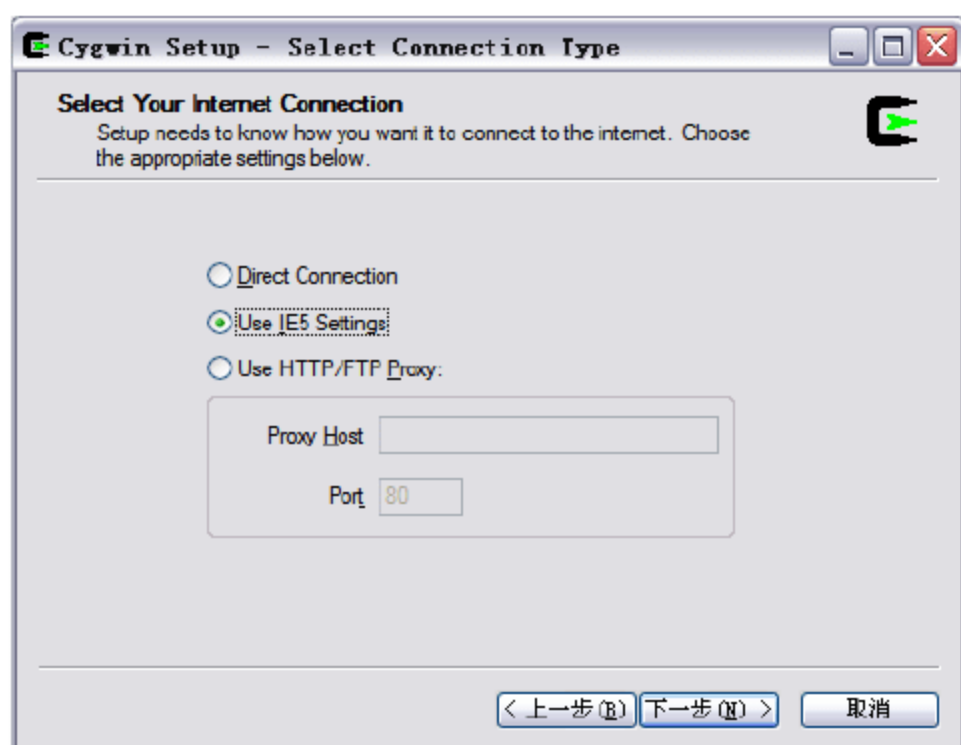 Cygwin Setup - Select Connection Type
Select Your Internet Connection
Setup needs to know how you want it to connect to the internet. Choose
the appropriate settings below.
Direct Connection
Use IE5 Settings
Use HTTP/FTP Proxy:
Proxy Host
Port 80
< 上一步(B) 下一步(N) > 取消